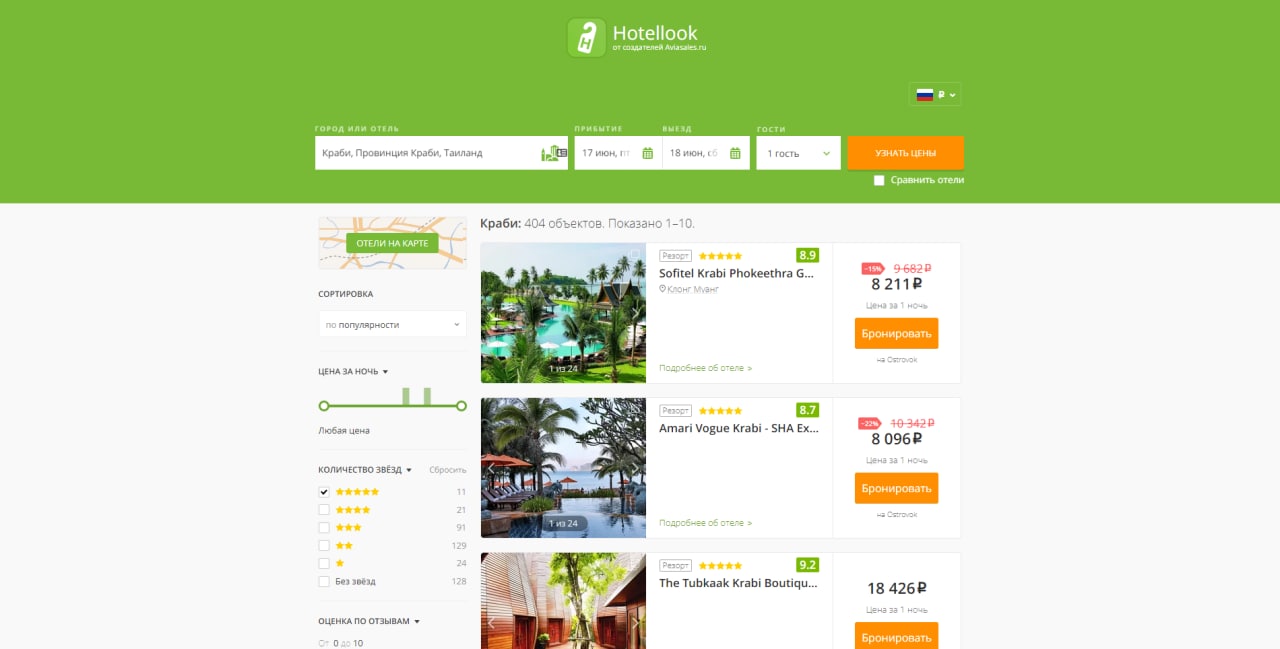 Hotellook
от создателей Aviasales.ru
₽
ГОРОД ИЛИ ОТЕЛЬ
ПРИБЫТИЕ
ВЫЕЗД
ГОСТИ
Краби, Провинция Краби, Таиланд
17 июн, пт
18 июн, сб
1 гость
УЗНАТЬ ЦЕНЫ
Сравнить отели
ОТЕЛИ НА КАРТЕ
СОРТИРОВКА
по популярности
ЦЕНА ЗА НОЧЬ
Любая цена
КОЛИЧЕСТВО ЗВЁЗД
Сбросить
11
21
91
129
24
Без звёзд 128
ОЦЕНКА ПО ОТЗЫВАМ
От 0 до 10
Краби: 404 объектов. Показано 1–10.
1 из 24
Резорт
8.9
Sofitel Krabi Phokeethra G...
Клонг Муанг
Подробнее об отеле »
-15% 9 682₽
8 211₽
Цена за 1 ночь
Бронировать
на Ostrovok
1 из 24
Резорт
8.7
Amari Vogue Krabi - SHA Ex...
Подробнее об отеле »
-22% 10 342₽
8 096₽
Цена за 1 ночь
Бронировать
на Ostrovok
Резорт
9.2
The Tubkaak Krabi Boutiqu...
18 426₽
Цена за 1 ночь
Бронировать